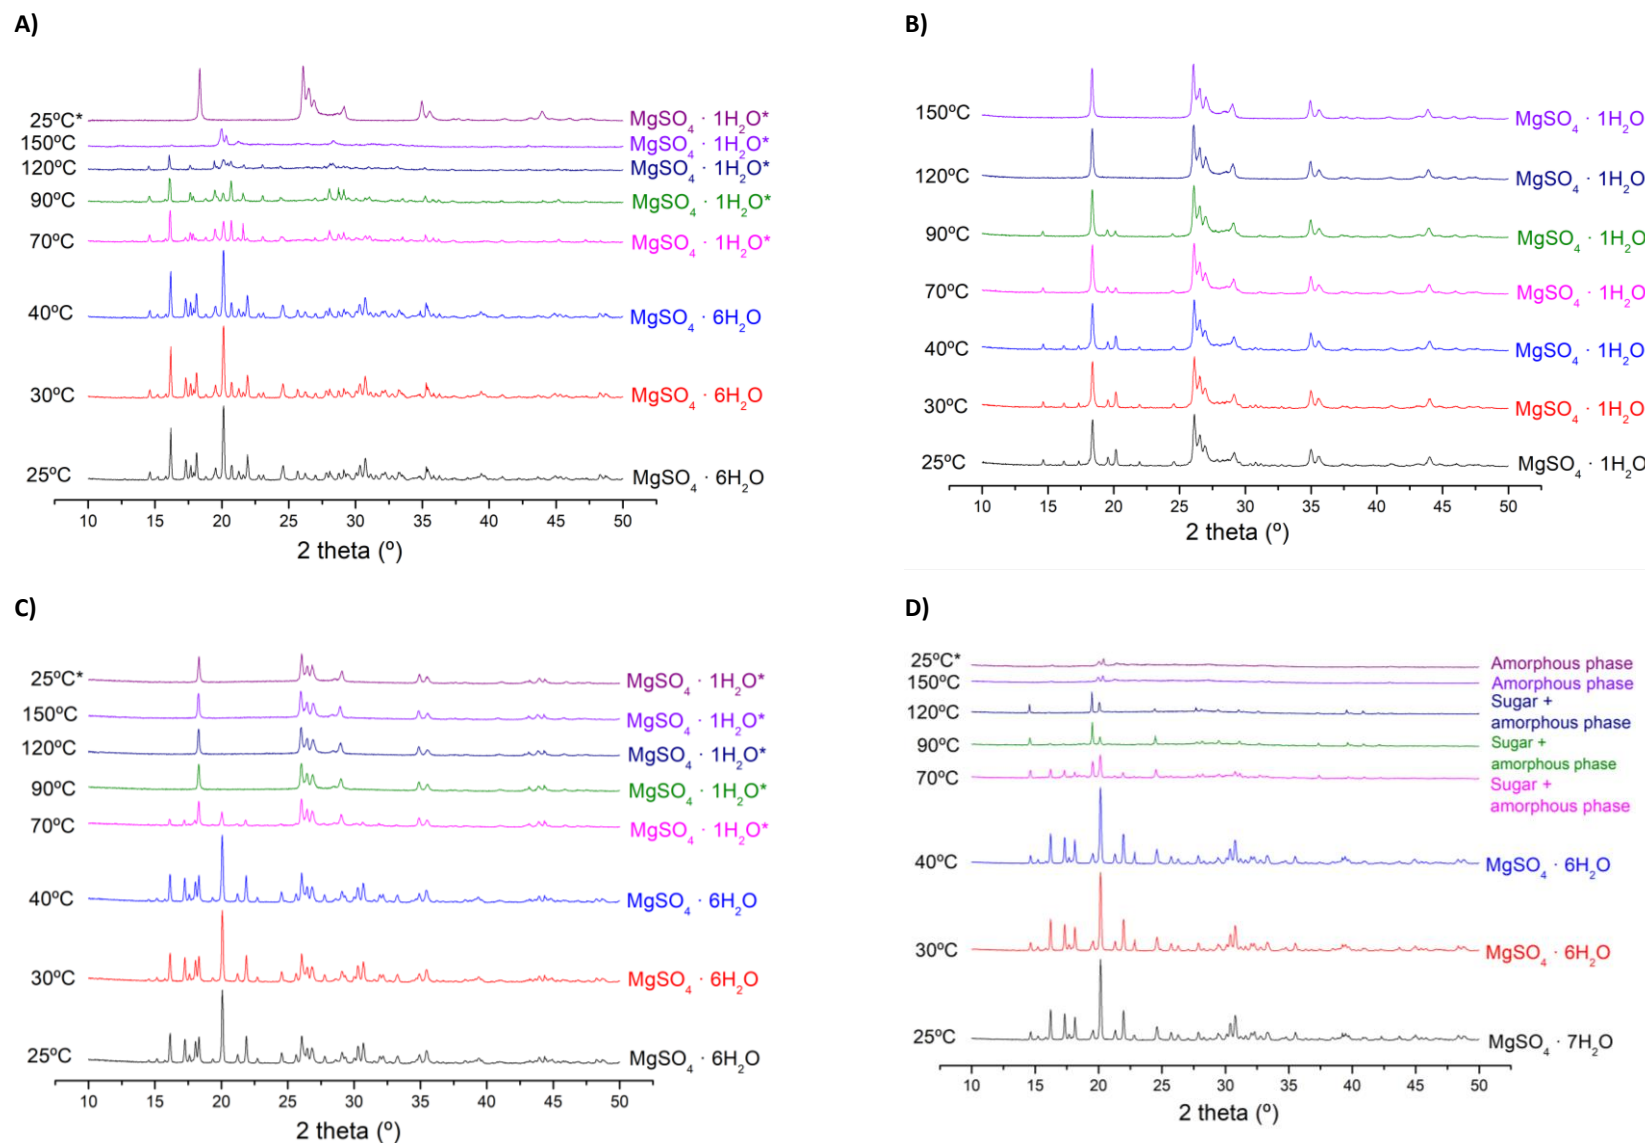 A)
25ºC* MgSO4 · 1H2O*
150ºC MgSO4 · 1H2O*
120ºC MgSO4 · 1H2O*
90ºC MgSO4 · 1H2O*
70ºC MgSO4 · 1H2O*
40ºC MgSO4 · 6H2O
30ºC MgSO4 · 6H2O
25ºC MgSO4 · 6H2O
10 15 20 25 30 35 40 45 50
2 theta (º)
B)
150ºC MgSO4 · 1H2O
120ºC MgSO4 · 1H2O
90ºC MgSO4 · 1H2O
70ºC MgSO4 · 1H2O
40ºC MgSO4 · 1H2O
30ºC MgSO4 · 1H2O
25ºC MgSO4 · 1H2O
10 15 20 25 30 35 40 45 50
2 theta (º)
C)
25ºC* MgSO4 · 1H2O*
150ºC MgSO4 · 1H2O*
120ºC MgSO4 · 1H2O*
90ºC MgSO4 · 1H2O*
70ºC MgSO4 · 1H2O*
40ºC MgSO4 · 6H2O
30ºC MgSO4 · 6H2O
25ºC MgSO4 · 6H2O
10 15 20 25 30 35 40 45 50
2 theta (º)
D)
25ºC* Amorphous phase
150ºC Amorphous phase
120ºC Sugar +
amorphous phase
90ºC Sugar +
amorphous phase
70ºC Sugar +
amorphous phase
40ºC MgSO4 · 6H2O
30ºC MgSO4 · 6H2O
25ºC MgSO4 · 7H2O
10 15 20 25 30 35 40 45 50
2 theta (º)